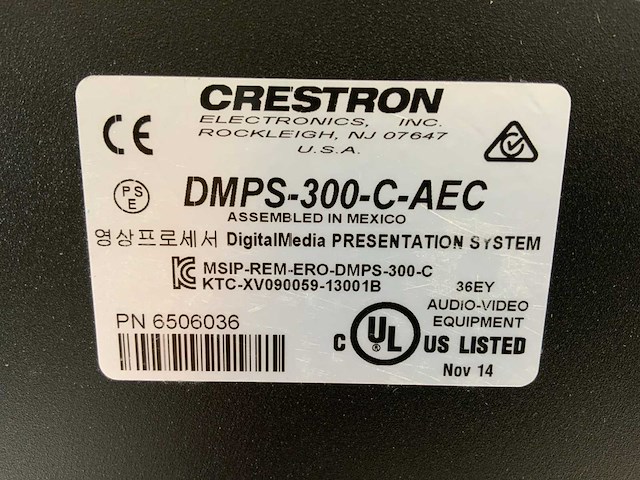 CRESTRON
ELECTRONICS, INC.
ROCKLEIGH, NJ 07647
U.S.A.
CE
PS
E
DMPS-300-C-AEC
ASSEMBLED IN MEXICO
영상프로세서 DigitalMedia PRESENTATION SYSTEM
MSIP-REM-ERO-DMPS-300-C
KTC-XV090059-13001B
36EY
AUDIO-VIDEO
EQUIPMENT
PN 6506036
C UL US LISTED
Nov 14